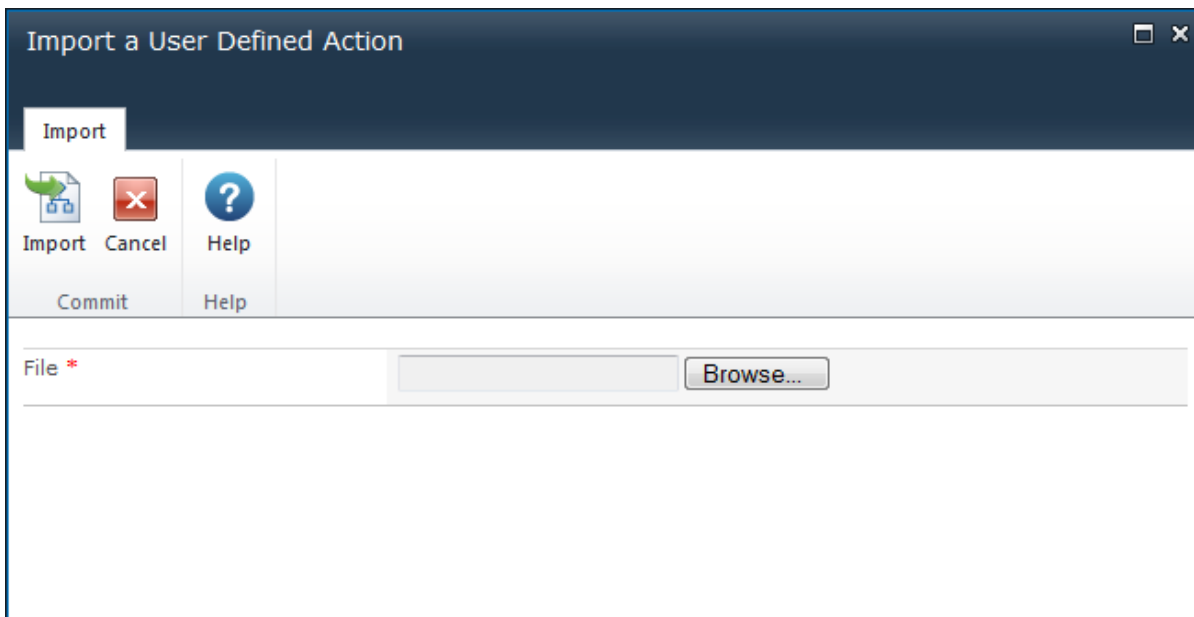 Import a User Defined Action
Import
Import Cancel Help
Commit Help
File * Browse...